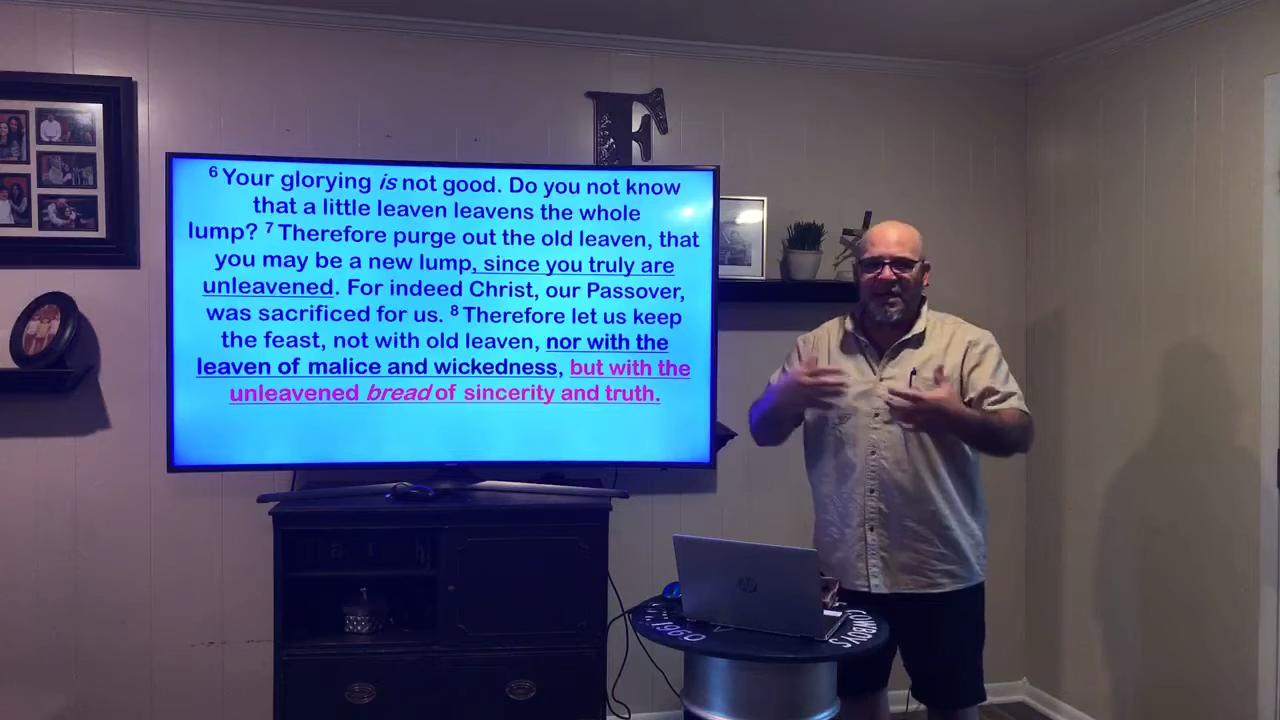 F
⁶ Your glorying is not good. Do you not know
that a little leaven leavens the whole
lump? ⁷ Therefore purge out the old leaven, that
you may be a new lump, since you truly are
unleavened. For indeed Christ, our Passover,
was sacrificed for us. ⁸ Therefore let us keep
the feast, not with old leaven, nor with the
leaven of malice and wickedness, but with the
unleavened bread of sincerity and truth.
hp
1960
COWBOYS